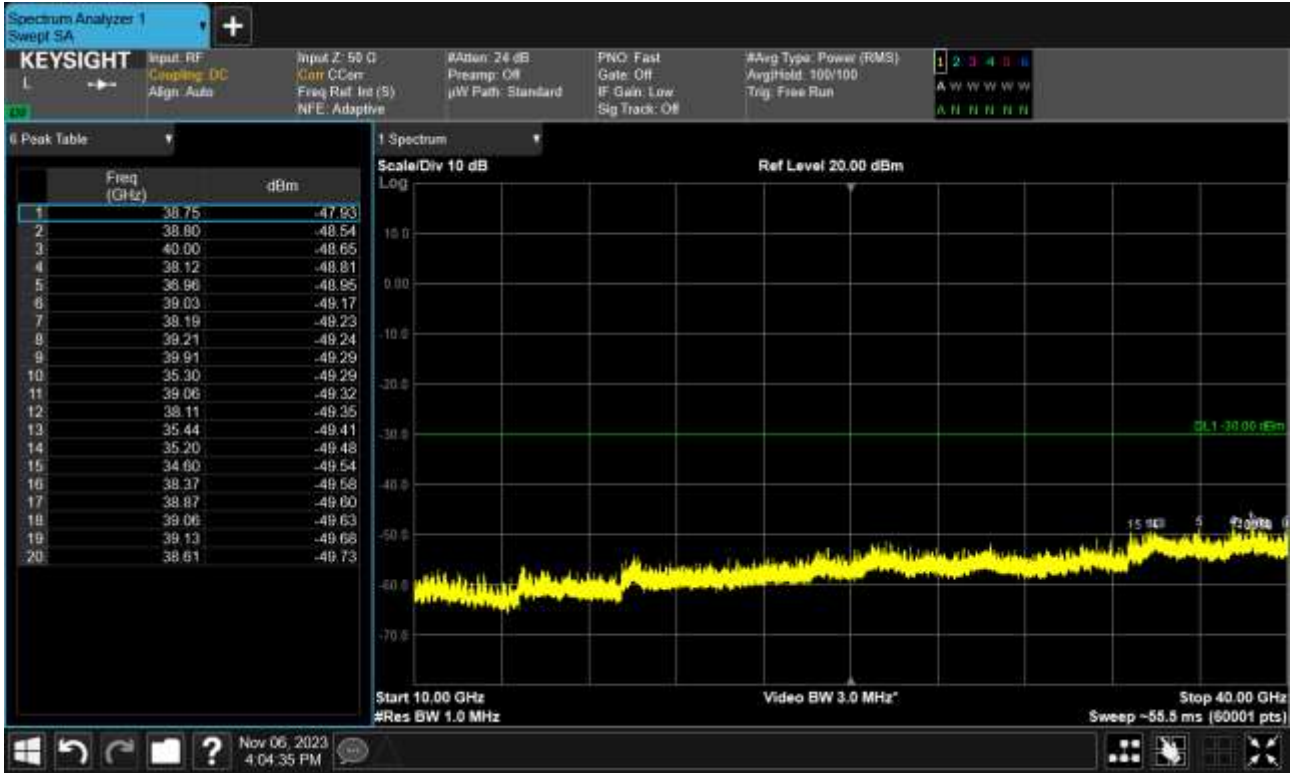 Spectrum Analyzer 1
Swept SA
KEYSIGHT
L
Input: RF
Coupling: DC
Align: Auto
Input Z: 50 Ω
Corr CCorr
Freq Ref: Int (S)
NFE: Adaptive
#Atten: 24 dB
Preamp: Off
µW Path: Standard
PNO: Fast
Gate: Off
IF Gain: Low
Sig Track: Off
#Avg Type: Power (RMS)
Avg|Hold: 100/100
Trig: Free Run
1 2 3 4 5 6
A W W W W W
A N N N N N
6 Peak Table
Freq (GHz) dBm
1 38.75 -47.93
2 38.80 -48.54
3 40.00 -48.65
4 38.12 -48.81
5 36.96 -48.95
6 39.03 -49.17
7 38.19 -49.23
8 39.21 -49.24
9 39.91 -49.29
10 35.30 -49.29
11 39.06 -49.32
12 38.11 -49.35
13 35.44 -49.41
14 35.20 -49.48
15 34.60 -49.54
16 38.37 -49.58
17 38.87 -49.60
18 39.06 -49.63
19 39.13 -49.68
20 38.61 -49.73
1 Spectrum
Scale/Div 10 dB
Ref Level 20.00 dBm
Log
10.0
0.00
-10.0
-20.0
-30.0
DL1 -30.00 dBm
-40.0
-50.0
15
5
-60.0
-70.0
Start 10.00 GHz
Video BW 3.0 MHz*
Stop 40.00 GHz
#Res BW 1.0 MHz
Sweep ~55.5 ms (60001 pts)
?
Nov 06, 2023
4:04:35 PM